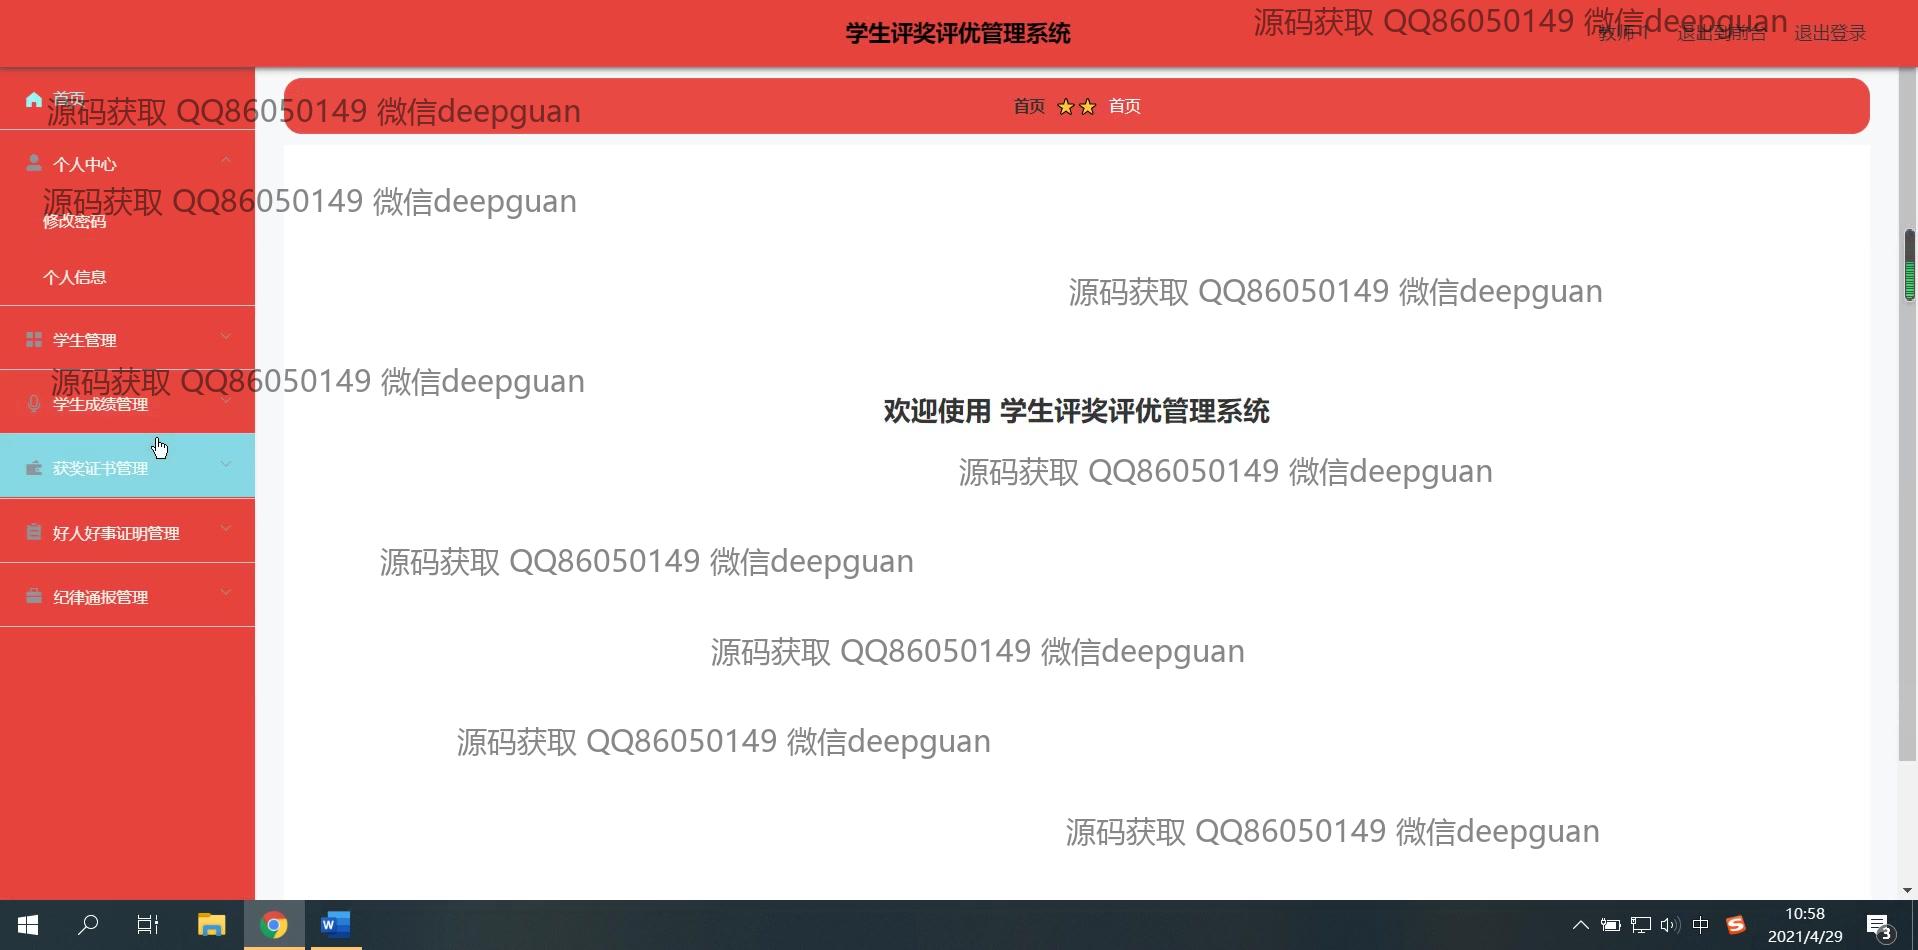 学生评奖评优管理系统
源码获取 QQ86050149 微信deepguan
退出到前台
退出登录
首页
源码获取 QQ86050149 微信deepguan
首页
首页
个人中心
源码获取 QQ86050149 微信deepguan
修改密码
个人信息
源码获取 QQ86050149 微信deepguan
学生管理
源码获取 QQ86050149 微信deepguan
学生成绩管理
欢迎使用 学生评奖评优管理系统
获奖证书管理
源码获取 QQ86050149 微信deepguan
好人好事证明管理
源码获取 QQ86050149 微信deepguan
纪律通报管理
源码获取 QQ86050149 微信deepguan
源码获取 QQ86050149 微信deepguan
源码获取 QQ86050149 微信deepguan
中
10:58
2021/4/29
3